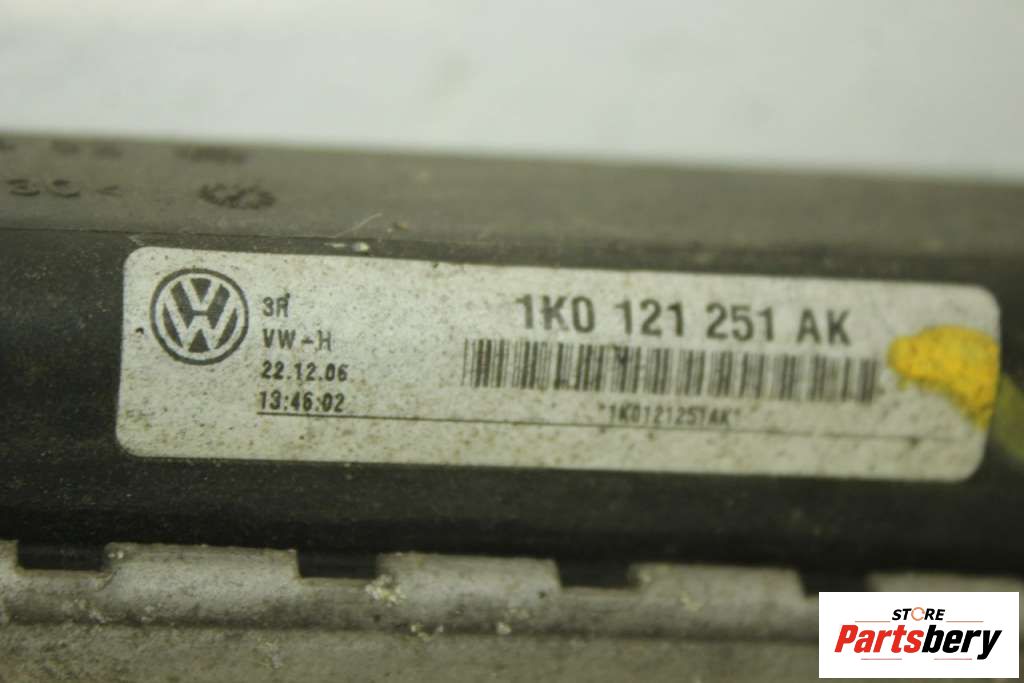 3R
VW-H
22.12.06
13:46:02
1K0 121 251 AK
*1K0121251AK*
STORE
Partsbery